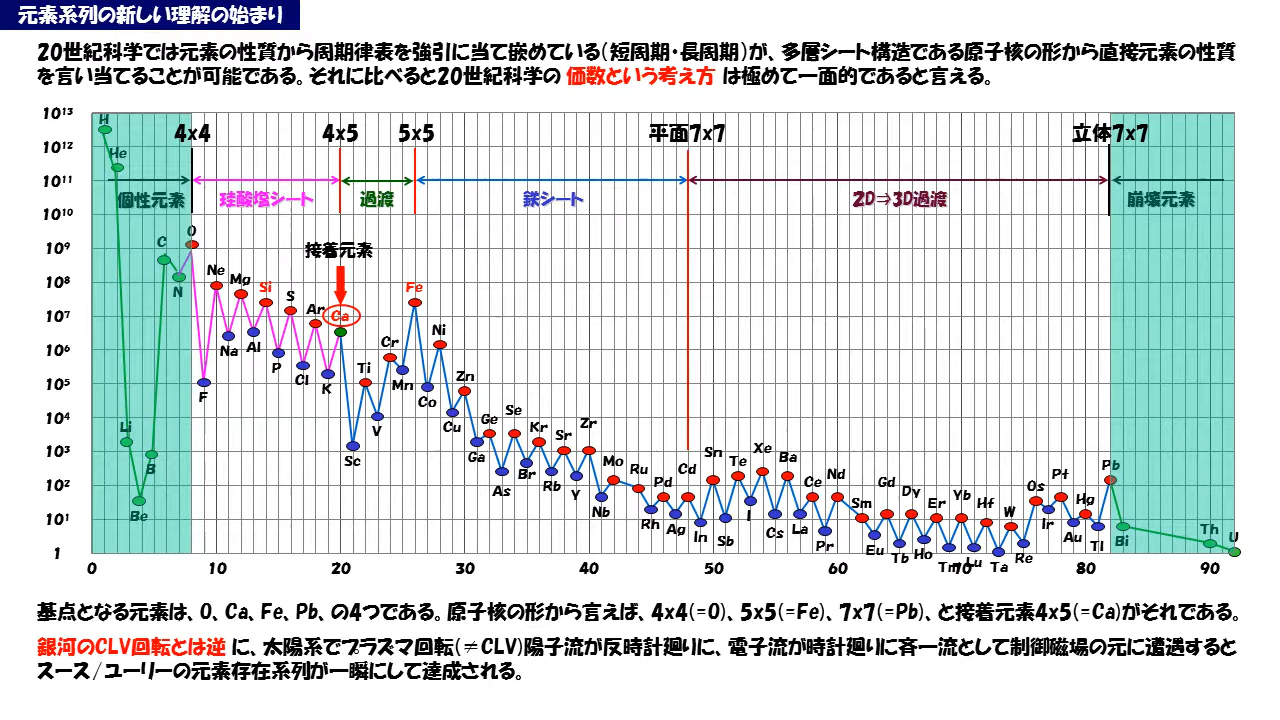 元素系列の新しい理解の始まり
20世紀科学では元素の性質から周期律表を強引に当て嵌めている(短周期・長周期)が、多層シート構造である原子核の形から直接元素の性質
を言い当てることが可能である。それに比べると20世紀科学の 価数という考え方 は極めて一面的であると言える。
10¹³
10¹²
10¹¹
10¹⁰
10⁹
10⁸
10⁷
10⁶
10⁵
10⁴
10³
10²
10¹
1
4x4 4x5 5x5 平面7x7 立体7x7
個性元素 珪酸塩シート 過渡 鉄シート 2D⇒3D過渡 崩壊元素
接着元素
H He Li Be B C N O F Ne Na Mg Al Si P S Cl Ar K Ca Sc Ti V Cr Mn Fe Co Ni Cu Zn Ga Ge As Se Br Kr Rb Sr Y Zr Nb Mo Ru Rh Pd Ag Cd In Sn Sb Te I Xe Cs Ba La Ce Pr Nd Sm Eu Gd Tb Dy Ho Er Tm Yb Lu Hf Ta W Re Os Ir Pt Au Hg Tl Pb Bi Th U
0 10 20 30 40 50 60 70 80 90
基点となる元素は、O、Ca、Fe、Pb、の4つである。原子核の形から言えば、4x4(=O)、5x5(=Fe)、7x7(=Pb)、と接着元素4x5(=Ca)がそれである。
銀河のCLV回転とは逆 に、太陽系でプラズマ回転(≠CLV)陽子流が反時計廻りに、電子流が時計廻りに斉一流として制御磁場の元に遭遇すると
スース/ユーリーの元素存在系列が一瞬にして達成される。